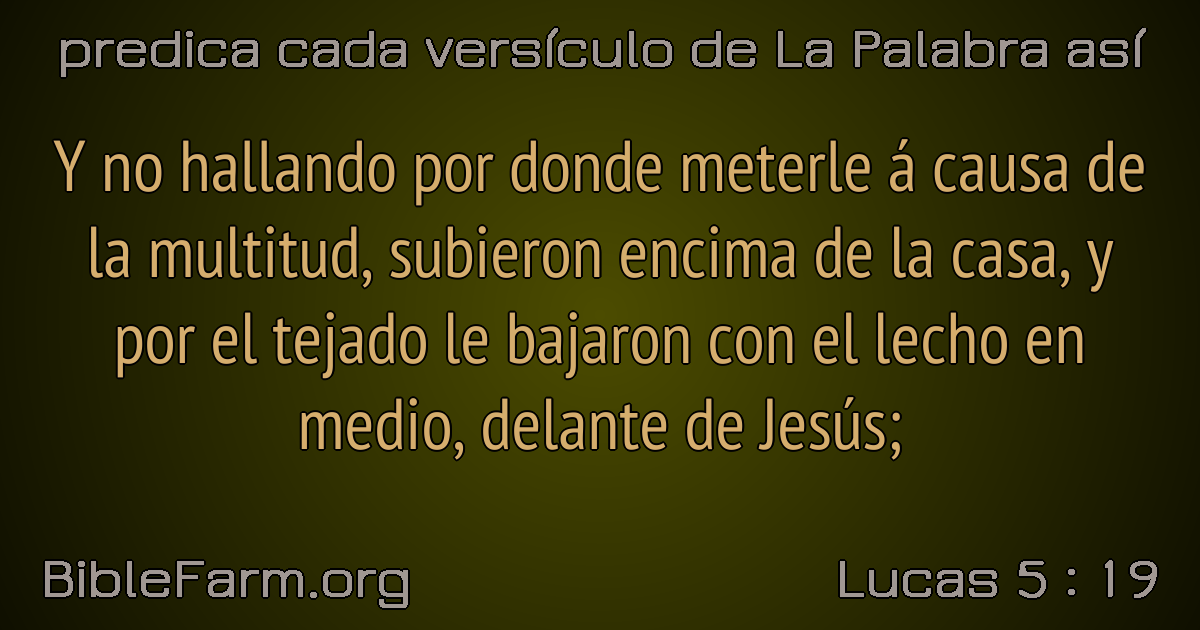 predica cada versículo de La Palabra así
Y no hallando por donde meterle á causa de
la multitud, subieron encima de la casa, y
por el tejado le bajaron con el lecho en
medio, delante de Jesús;
BibleFarm.org
Lucas 5 : 19